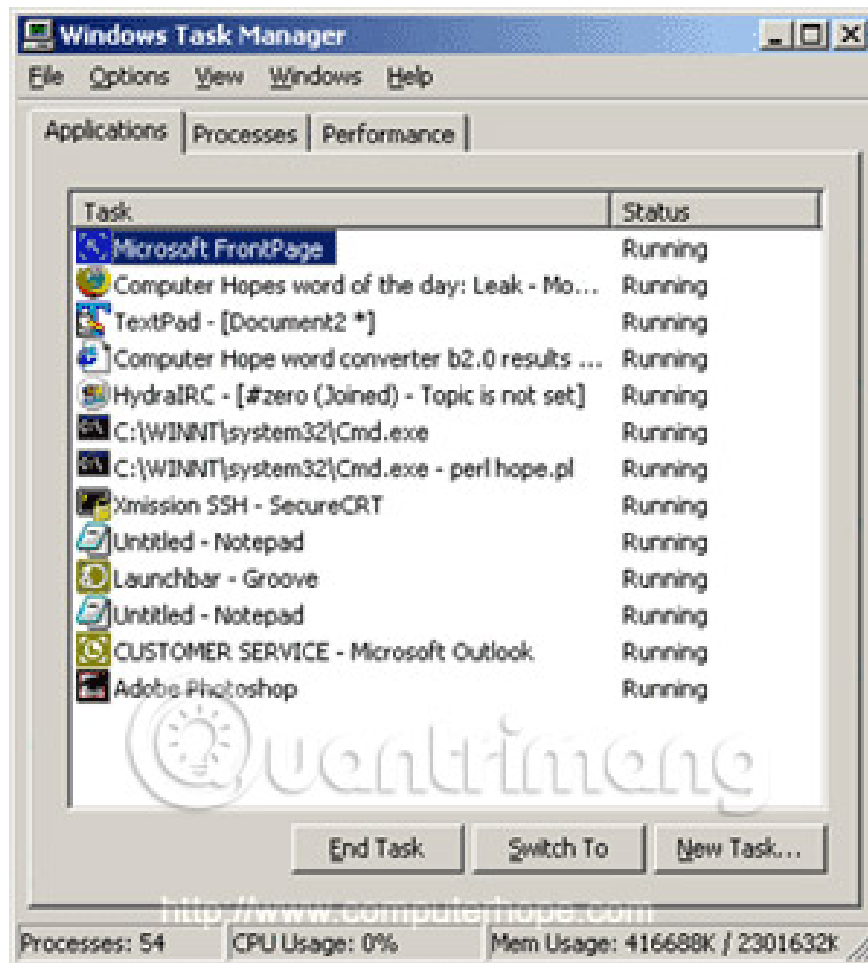 Windows Task Manager
File Options View Windows Help
Applications Processes Performance
Task Status
Microsoft FrontPage Running
Computer Hopes word of the day: Leak - Mo... Running
TextPad - [Document2 *] Running
Computer Hope word converter b2.0 results ... Running
HydraIRC - [#zero (Joined) - Topic is not set] Running
C:\WINNT\system32\Cmd.exe Running
C:\WINNT\system32\Cmd.exe - perl hope.pl Running
Xmission SSH - SecureCRT Running
Untitled - Notepad Running
Launchbar - Groove Running
Untitled - Notepad Running
CUSTOMER SERVICE - Microsoft Outlook Running
Adobe Photoshop Running
Quantrimang
End Task Switch To New Task...
http://www.computerhope.com
Processes: 54 CPU Usage: 0% Mem Usage: 416688K / 2301632K